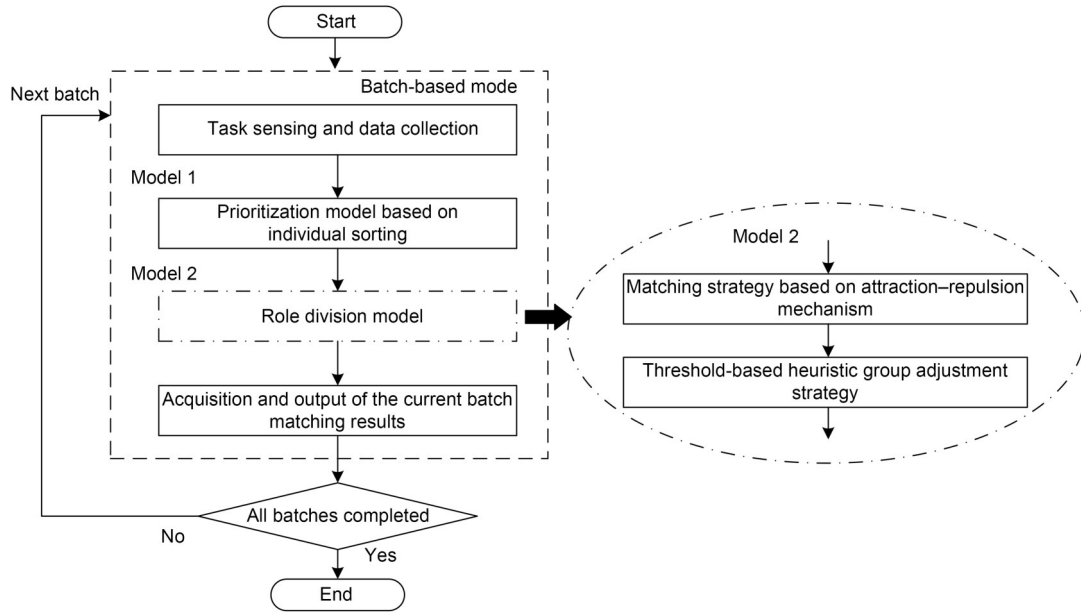 Start
Batch-based mode
Next batch
Task sensing and data collection
Model 1
Prioritization model based on
individual sorting
Model 2
Role division model
Acquisition and output of the current batch
matching results
All batches completed
No
Yes
End
Model 2
Matching strategy based on attraction–repulsion
mechanism
Threshold-based heuristic group adjustment
strategy